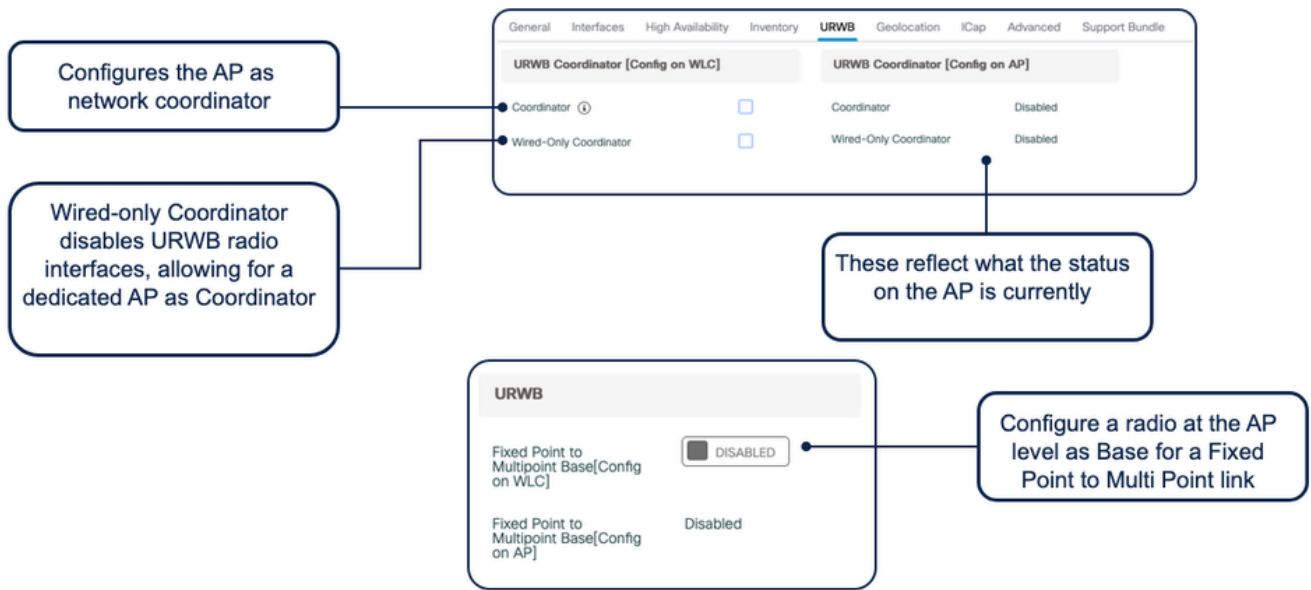 General Interfaces High Availability Inventory URWB Geolocation ICap Advanced Support Bundle
URWB Coordinator [Config on WLC] URWB Coordinator [Config on AP]
Coordinator Coordinator Disabled
Wired-Only Coordinator Wired-Only Coordinator Disabled
Configures the AP as
network coordinator
Wired-only Coordinator
disables URWB radio
interfaces, allowing for a
dedicated AP as Coordinator
These reflect what the status
on the AP is currently
URWB
Fixed Point to
Multipoint Base[Config
on WLC]
DISABLED
Fixed Point to
Multipoint Base[Config
on AP]
Disabled
Configure a radio at the AP
level as Base for a Fixed
Point to Multi Point link